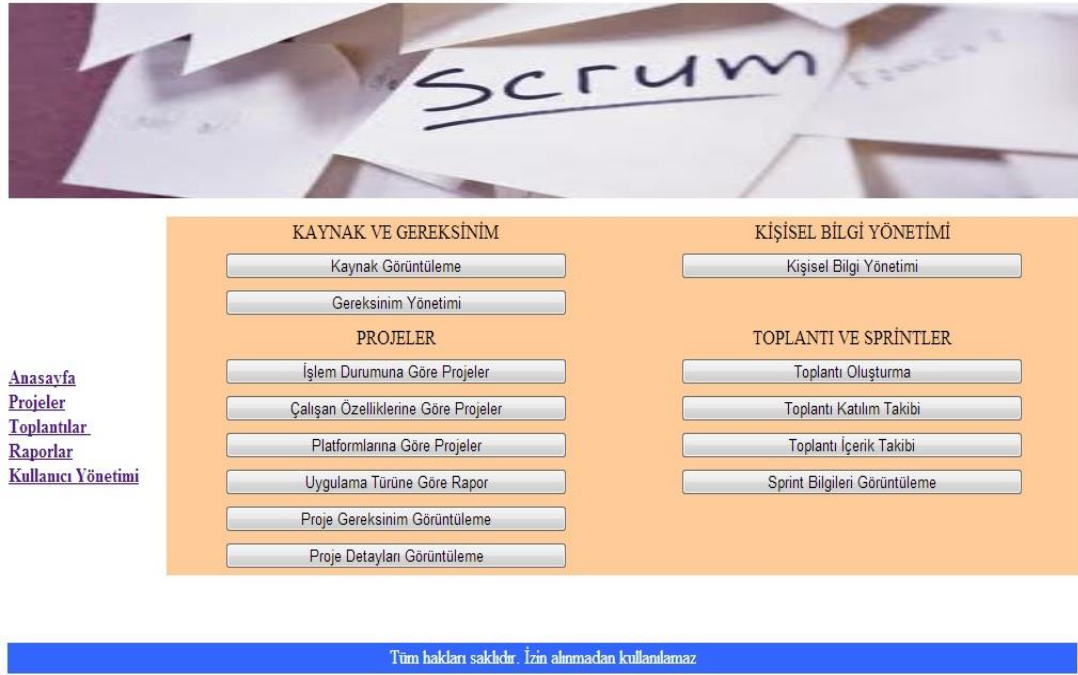 Scrum
Anasayfa
Projeler
Toplantılar
Raporlar
Kullanıcı Yönetimi
KAYNAK VE GEREKSİNİM
Kaynak Görüntüleme
Gereksinim Yönetimi
PROJELER
İşlem Durumuna Göre Projeler
Çalışan Özelliklerine Göre Projeler
Platformlarına Göre Projeler
Uygulama Türüne Göre Rapor
Proje Gereksinim Görüntüleme
Proje Detayları Görüntüleme
KİŞİSEL BİLGİ YÖNETİMİ
Kişisel Bilgi Yönetimi
TOPLANTI VE SPRİNTLER
Toplantı Oluşturma
Toplantı Katılım Takibi
Toplantı İçerik Takibi
Sprint Bilgileri Görüntüleme
Tüm hakları saklıdır. İzin alınmadan kullanılamaz